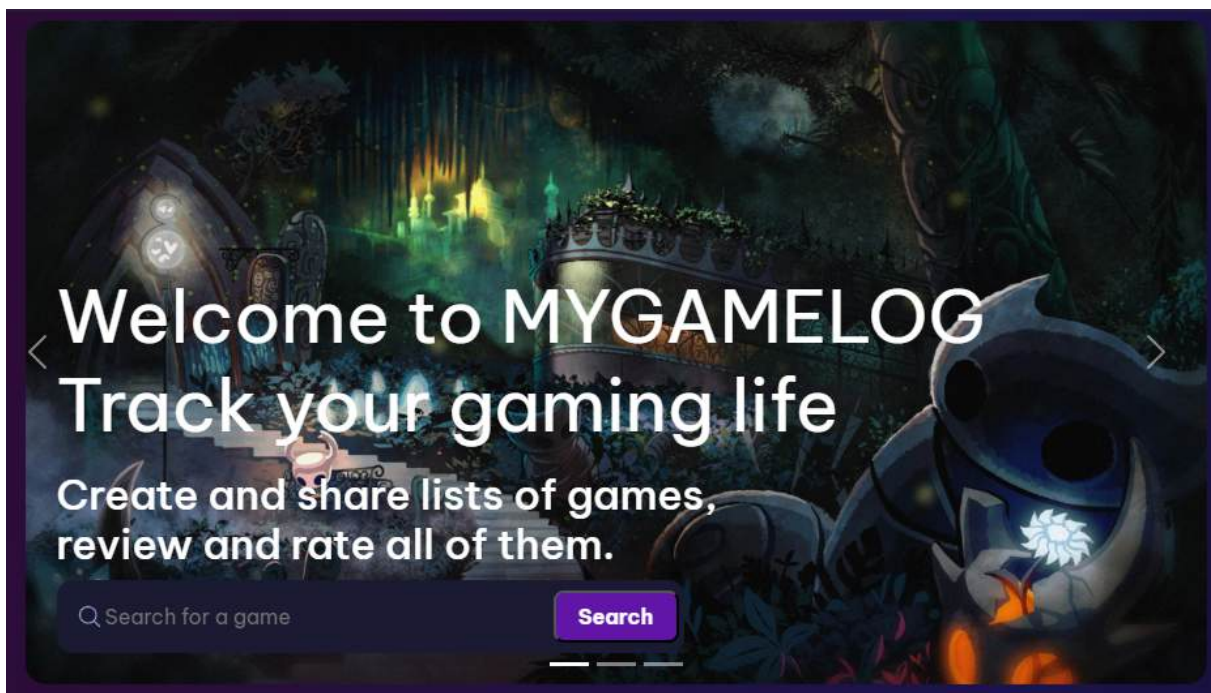 Welcome to MYGAMELOG
Track your gaming life
Create and share lists of games,
review and rate all of them.
Search for a game
Search